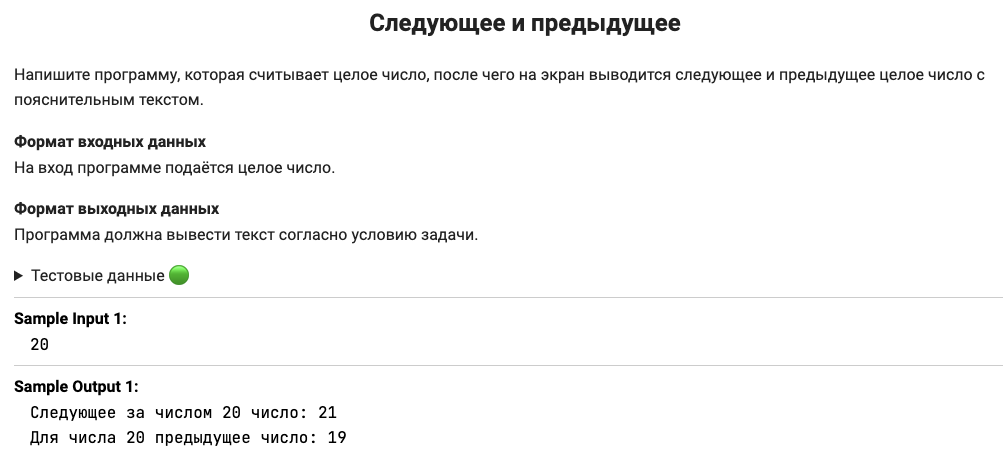 Следующее и предыдущее
Напишите программу, которая считывает целое число, после чего на экран выводится следующее и предыдущее целое число с
пояснительным текстом.
Формат входных данных
На вход программе подаётся целое число.
Формат выходных данных
Программа должна вывести текст согласно условию задачи.
Тестовые данные
Sample Input 1:
20
Sample Output 1:
Следующее за числом 20 число: 21
Для числа 20 предыдущее число: 19